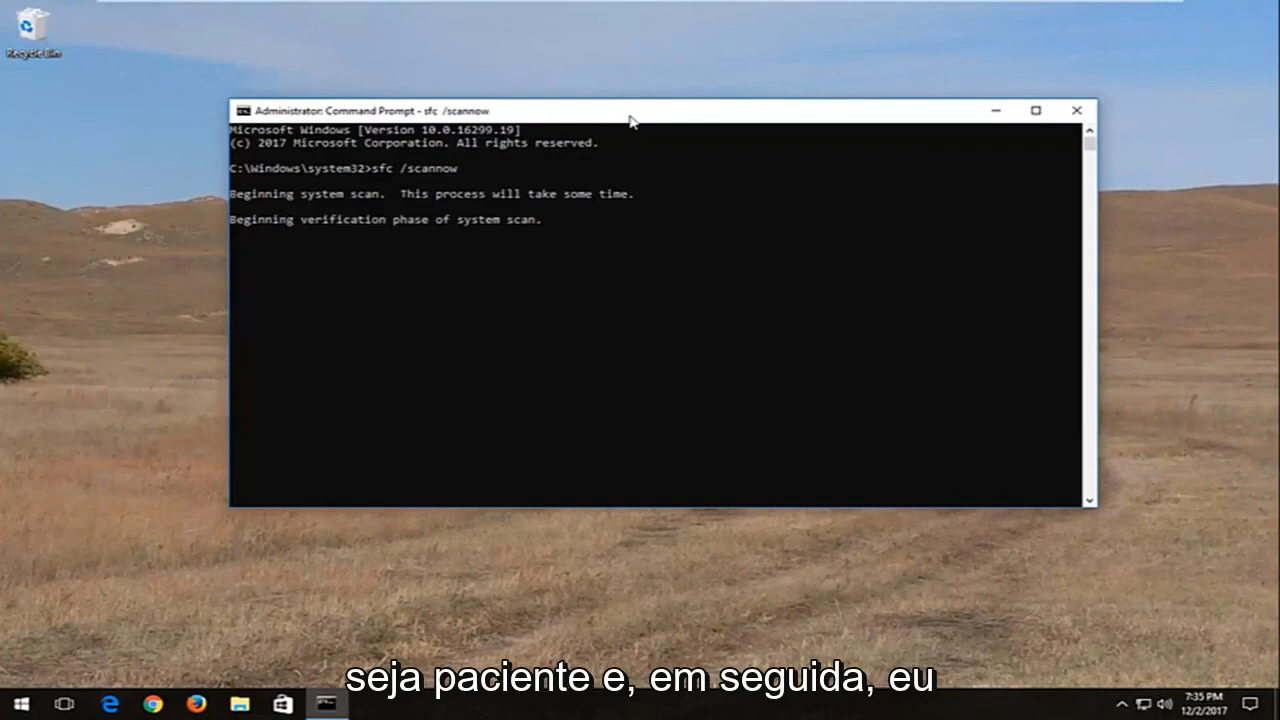 Recycle Bin
Administrator: Command Prompt - sfc /scannow
Microsoft Windows [Version 10.0.16299.19]
(c) 2017 Microsoft Corporation. All rights reserved.
C:\Windows\system32>sfc /scannow
Beginning system scan.  This process will take some time.
Beginning verification phase of system scan.
seja paciente e, em seguida, eu
7:35 PM
12/2/2017